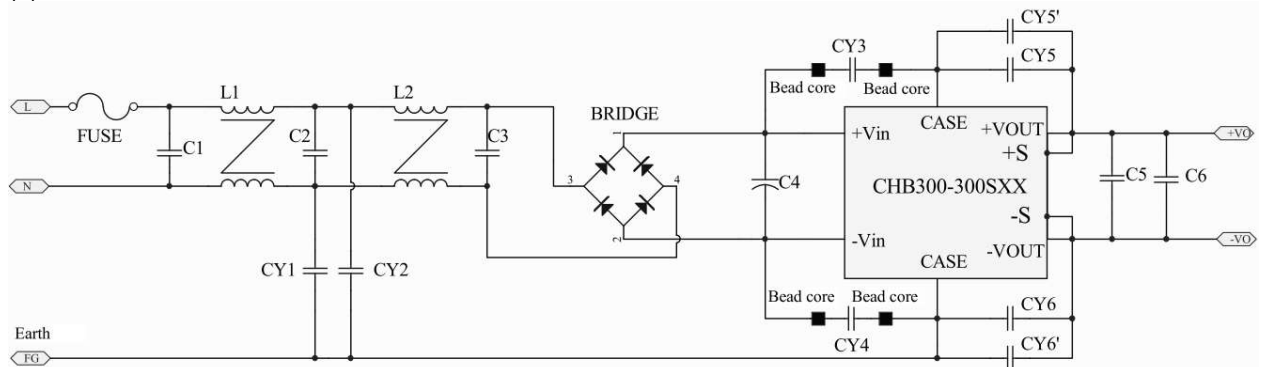 CY5'
CY3
CY5
Bead core
Bead core
L
FUSE
L1
L2
C1
C2
C3
N
BRIDGE
1
3
4
2
C4
CASE
+Vin
+VOUT
+S
CHB300-300SXX
-S
-Vin
-VOUT
CASE
C5
C6
+VO
-VO
CY1
CY2
Bead core
Bead core
CY4
CY6
CY6'
Earth
FG